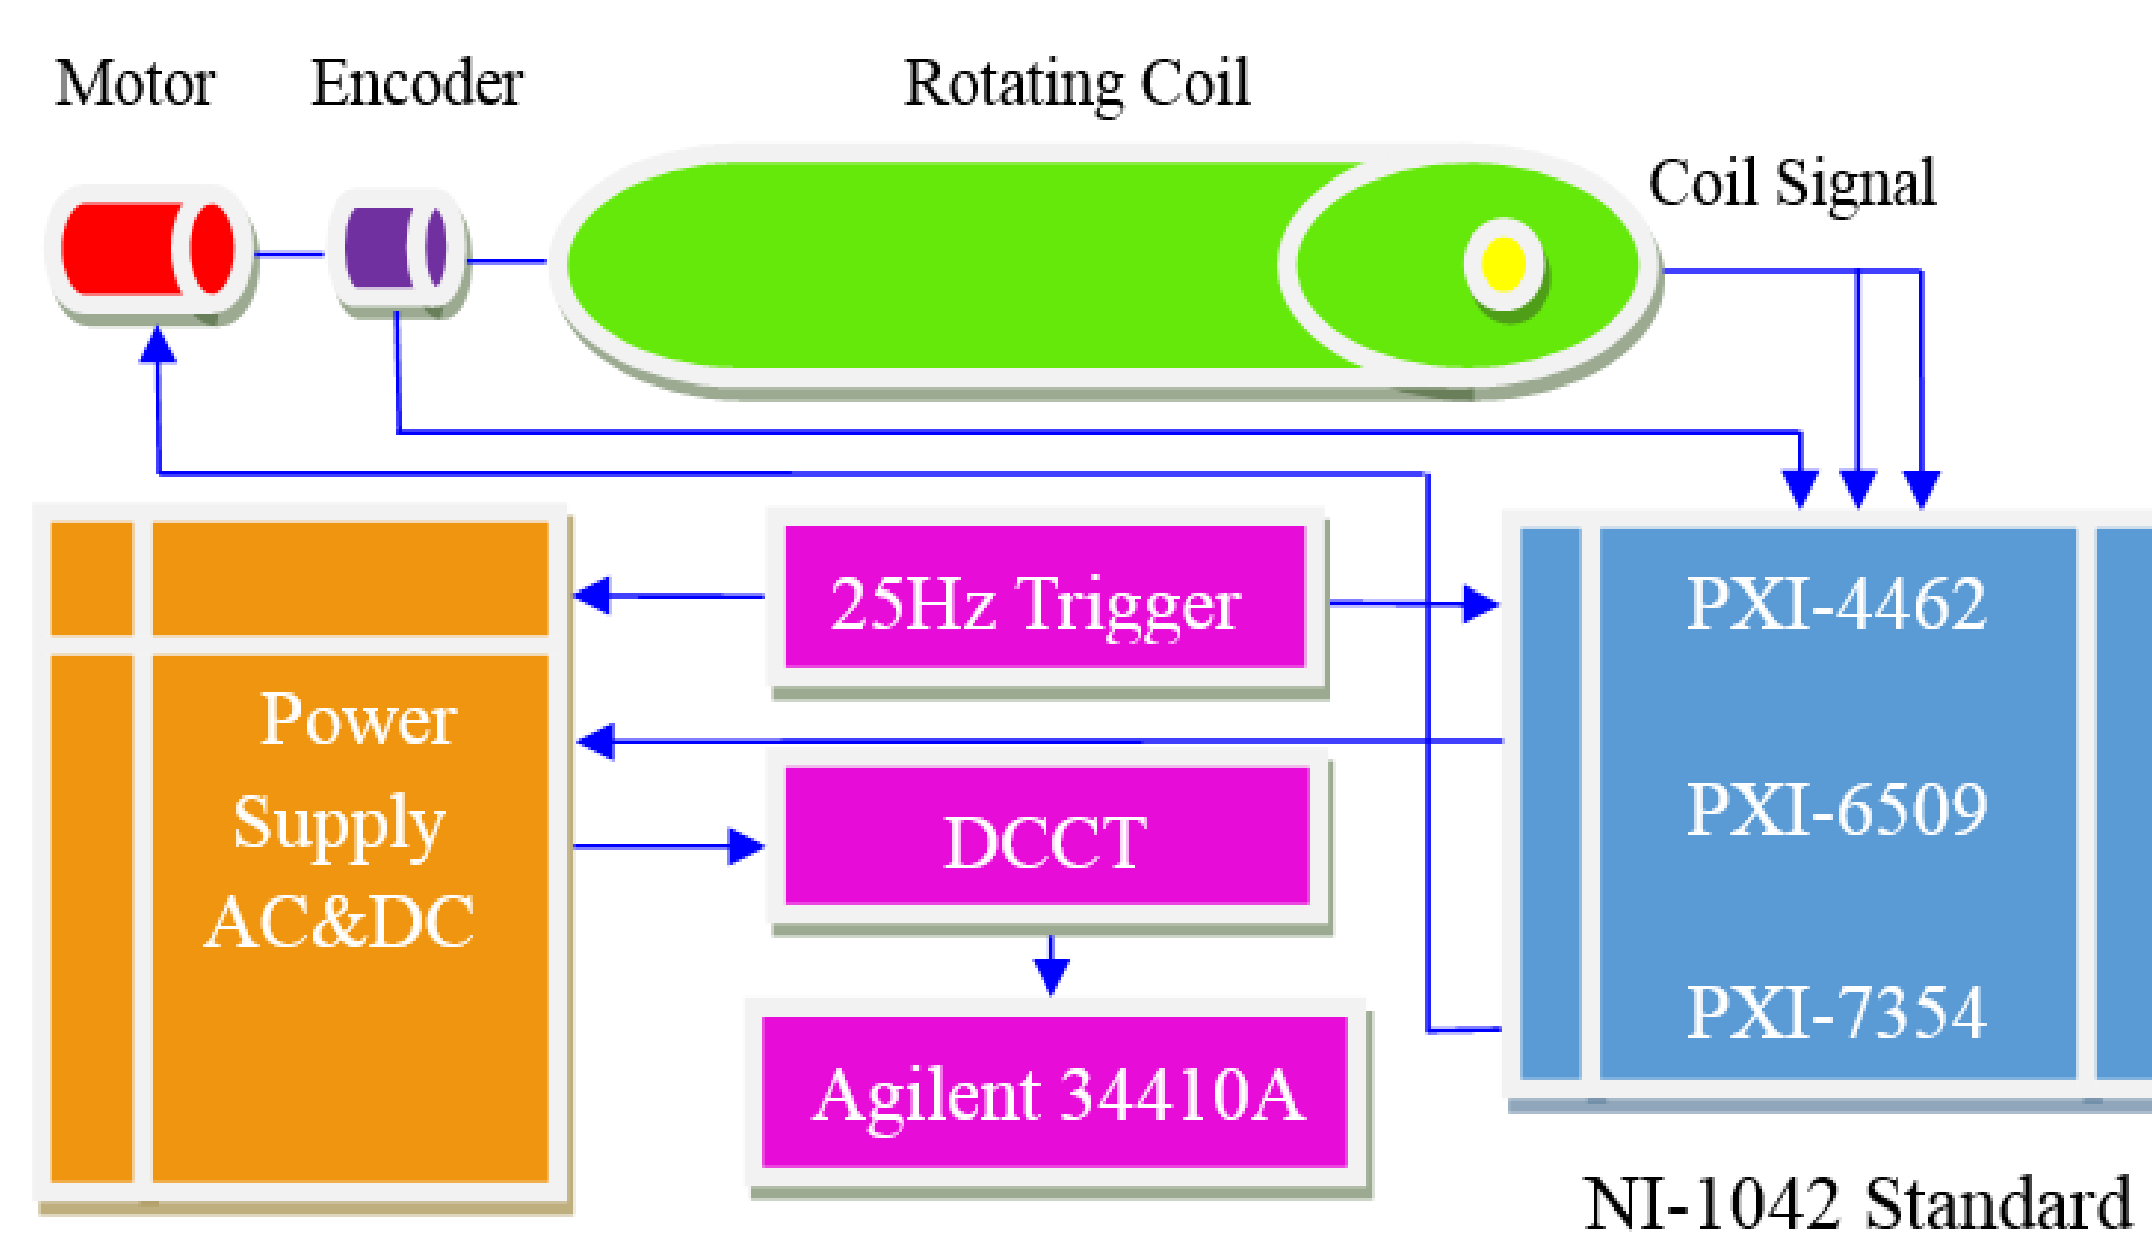 Motor
Encoder
Rotating Coil
Coil Signal
25Hz Trigger
PXI-4462
Power
Supply
AC&DC
DCCT
PXI-6509
PXI-7354
Agilent 34410A
NI-1042 Standard